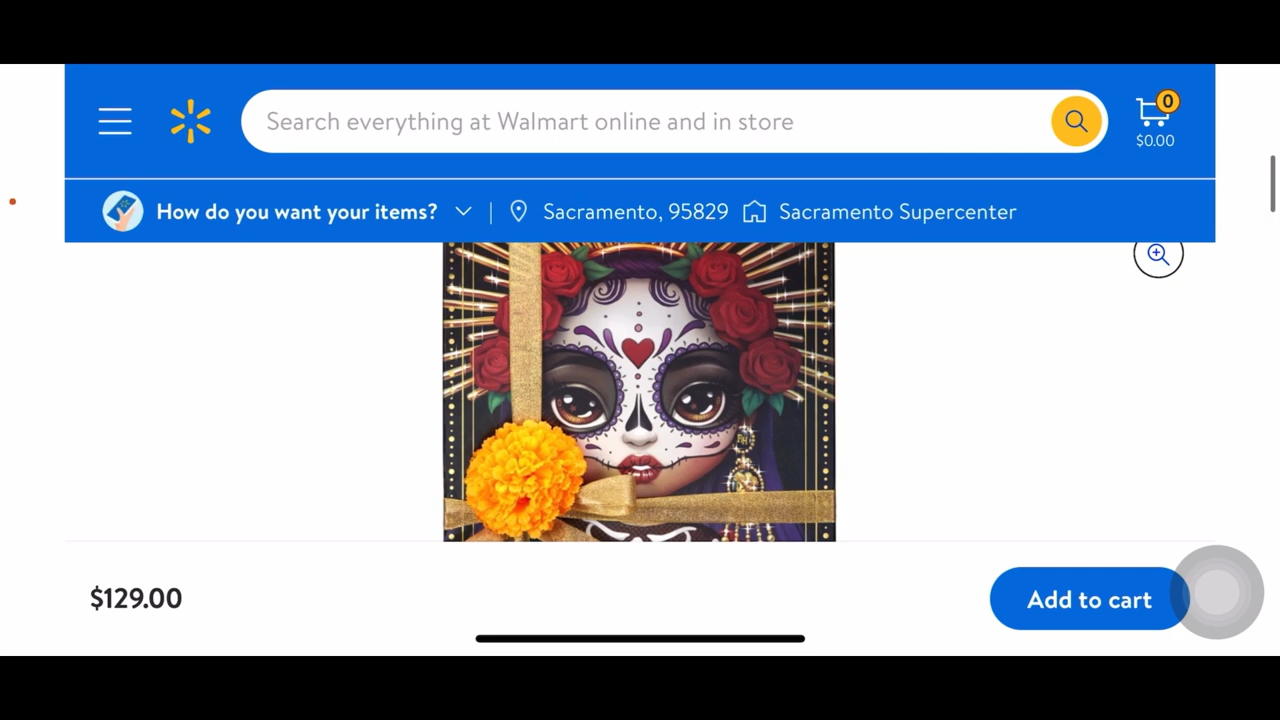 Search everything at Walmart online and in store
0
$0.00
How do you want your items?
Sacramento, 95829
Sacramento Supercenter
$129.00
Add to cart